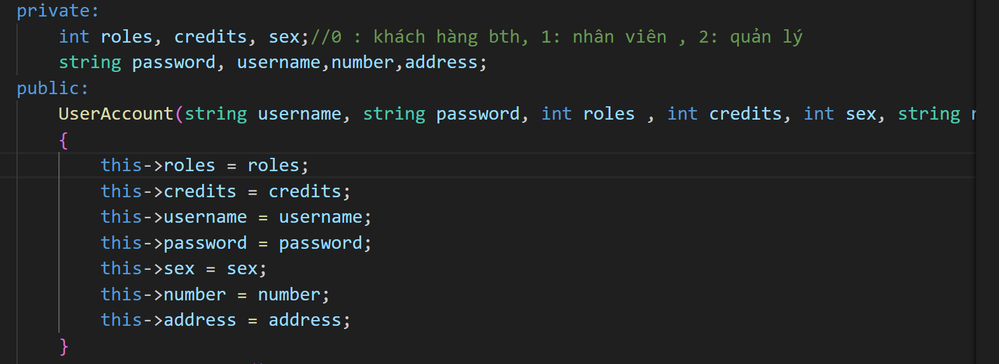 private:
int roles, credits, sex;//0 : khách hàng bth, 1: nhân viên , 2: quản lý
string password, username,number,address;
public:
UserAccount(string username, string password, int roles , int credits, int sex, string
{
this->roles = roles;
this->credits = credits;
this->username = username;
this->password = password;
this->sex = sex;
this->number = number;
this->address = address;
}